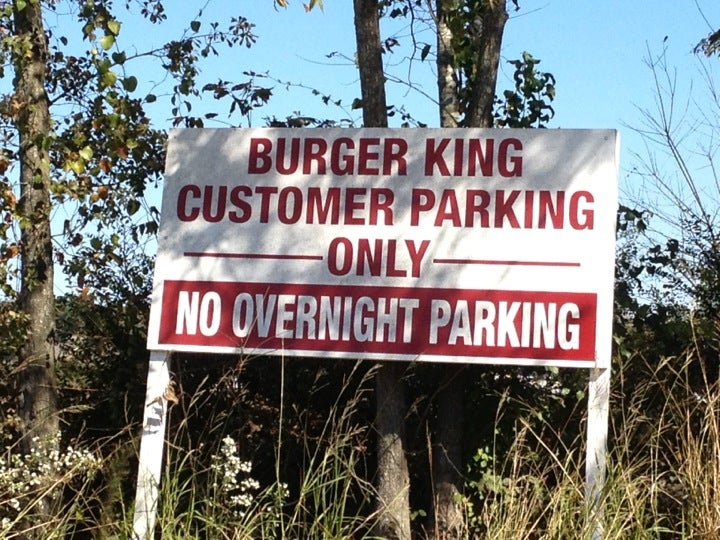 BURGER KING
CUSTOMER PARKING
ONLY
NO OVERNIGHT PARKING